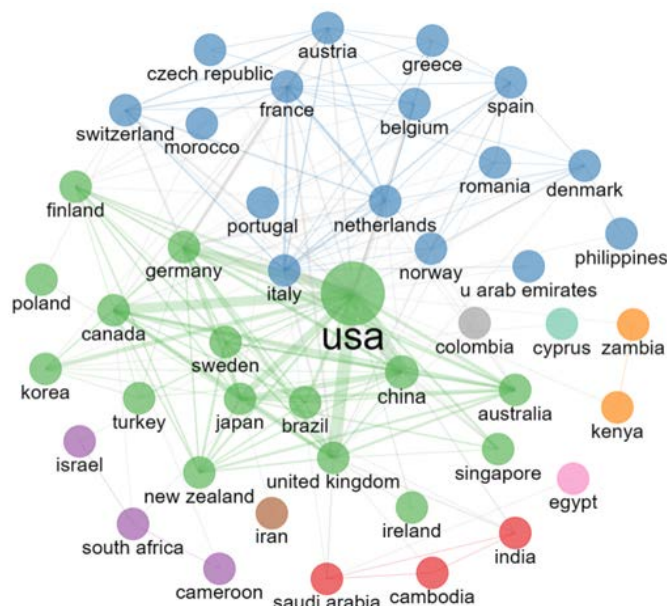 austria
greece
czech republic
france
spain
belgium
switzerland
morocco
romania
denmark
finland
portugal
netherlands
germany
norway
philippines
italy
u arab emirates
poland
usa
canada
colombia
cyprus
zambia
sweden
korea
china
turkey
japan
brazil
australia
kenya
israel
new zealand
united kingdom
singapore
egypt
south africa
iran
ireland
india
cameroon
saudi arabia
cambodia